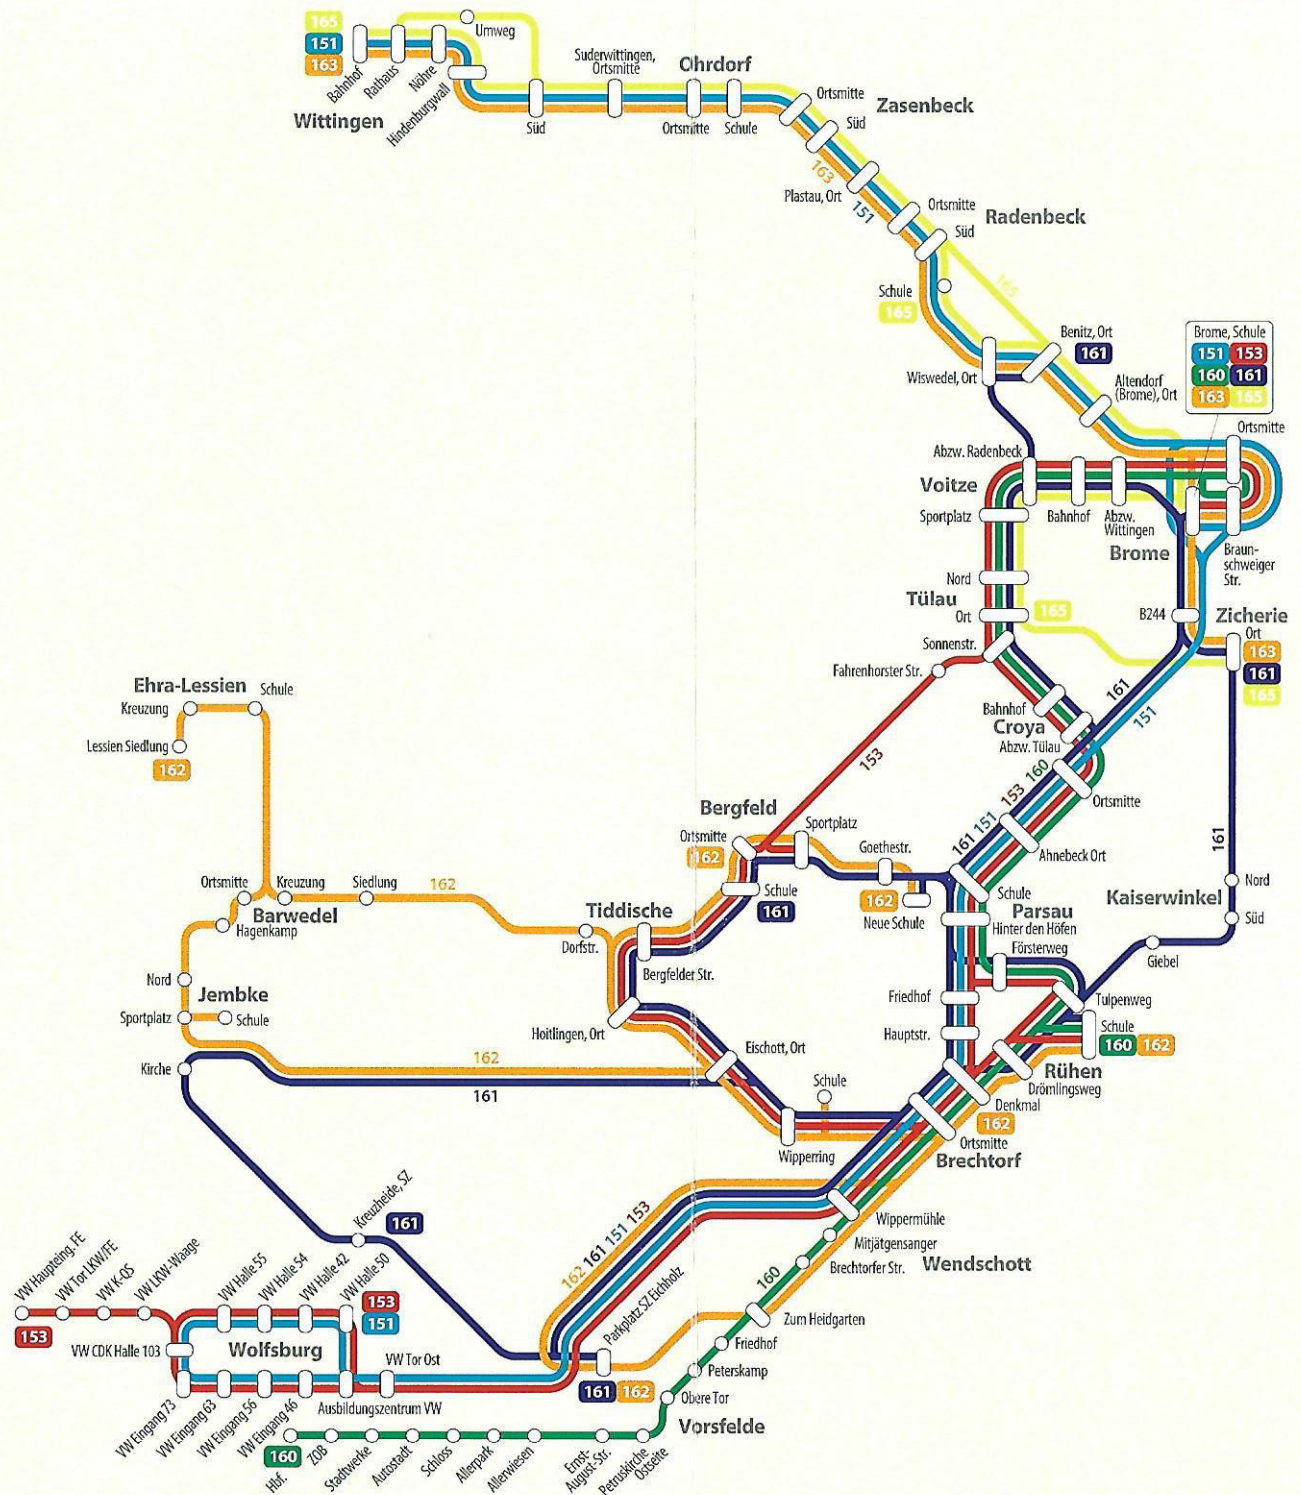 165
151
163
Bahnhof
Rathaus
Nöhre
Hindenburgwall
Wittingen
Umweg
Süd
Suderwittingen,
Ortsmitte
Ohrdorf
Ortsmitte
Schule
Ortsmitte
Süd
Zasenbeck
163
151
Plastau, Ort
Ortsmitte
Süd
Radenbeck
165
Schule
165
Benitz, Ort
161
Wiswedel, Ort
Altendorf
(Brome), Ort
Brome, Schule
151 153
160 161
163 165
Ortsmitte
Abzw. Radenbeck
Voitze
Sportplatz
Bahnhof
Abzw.
Wittingen
Brome
Braun-
schweiger
Str.
Nord
Tülau
Ort
165
B244
Zicherie
Ort
163
161
165
Sonnenstr.
Fahrenhorster Str.
Ehra-Lessien
Schule
Kreuzung
Lessien Siedlung
162
Bahnhof
Croya
Abzw. Tülau
161
151
153
Ortsmitte
161 151 153 160
Bergfeld
Ortsmitte
162
Sportplatz
Goethestr.
Ahnebeck Ort
161
Schule
161
162
Neue Schule
Schule
Parsau
Hinter den Höfen
Försterweg
Kaiserwinkel
Nord
Süd
Giebel
Ortsmitte
Kreuzung
Siedlung
162
Barwedel
Hagenkamp
Tiddische
Dorfstr.
Bergfelder Str.
Nord
Jembke
Sportplatz
Schule
Hoitlingen, Ort
Friedhof
Hauptstr.
Tulpenweg
Schule
160 162
Rühen
Drömlingsweg
Denkmal
162
Kirche
162
161
Eischott, Ort
Schule
Wipperring
Ortsmitte
Brechtorf
Kreuzheide, SZ
161
162 161 151 153
Wippermühle
Mitjätgensanger
Brechtorfer Str.
Wendschott
160
Zum Heidgarten
Parkplatz SZ Eichholz
161 162
Friedhof
Peterskamp
Obere Tor
Vorsfelde
VW Haupteing. FE
VW Tor LKW/FE
VW K-QS
VW LKW-Waage
VW Halle 55
VW Halle 54
VW Halle 42
VW Halle 50
153
151
153
VW CDK Halle 103
Wolfsburg
VW Tor Ost
Ausbildungszentrum VW
VW Eingang 73
VW Eingang 63
VW Eingang 56
VW Eingang 46
160
Hbf.
ZOB
Stadtwerke
Autostadt
Schloss
Allerpark
Allerwiesen
Ernst-
August-Str.
Petruskirche
Ostseite